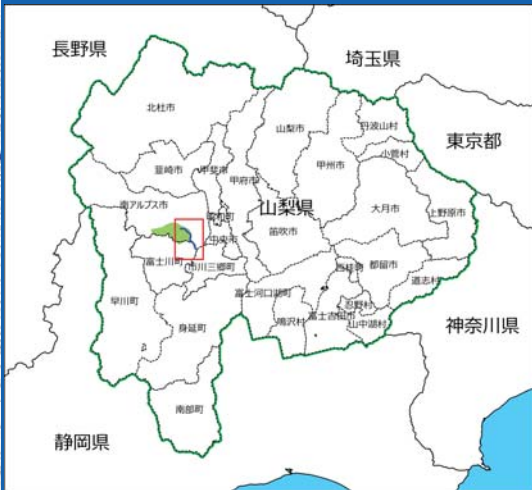 長野県
埼玉県
北杜市
山梨市
丹波山村
小菅村
東京都
韮崎市
甲斐市
甲府市
甲州市
南アルプス市
昭和町
山梨県
大月市
上野原市
中央市
笛吹市
富士川町
市川三郷町
西桂町
都留市
道志村
早川町
富士河口湖町
忍野村
鳴沢村
富士吉田市
山中湖村
身延町
神奈川県
南部町
静岡県